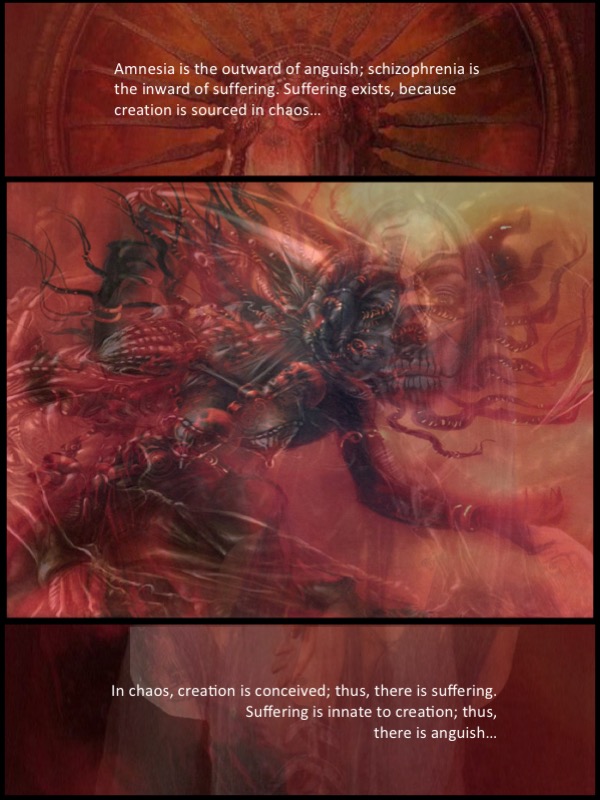 Amnesia is the outward of anguish; schizophrenia is
the inward of suffering. Suffering exists, because
creation is sourced in chaos...
In chaos, creation is conceived; thus, there is suffering.
Suffering is innate to creation; thus,
there is anguish...